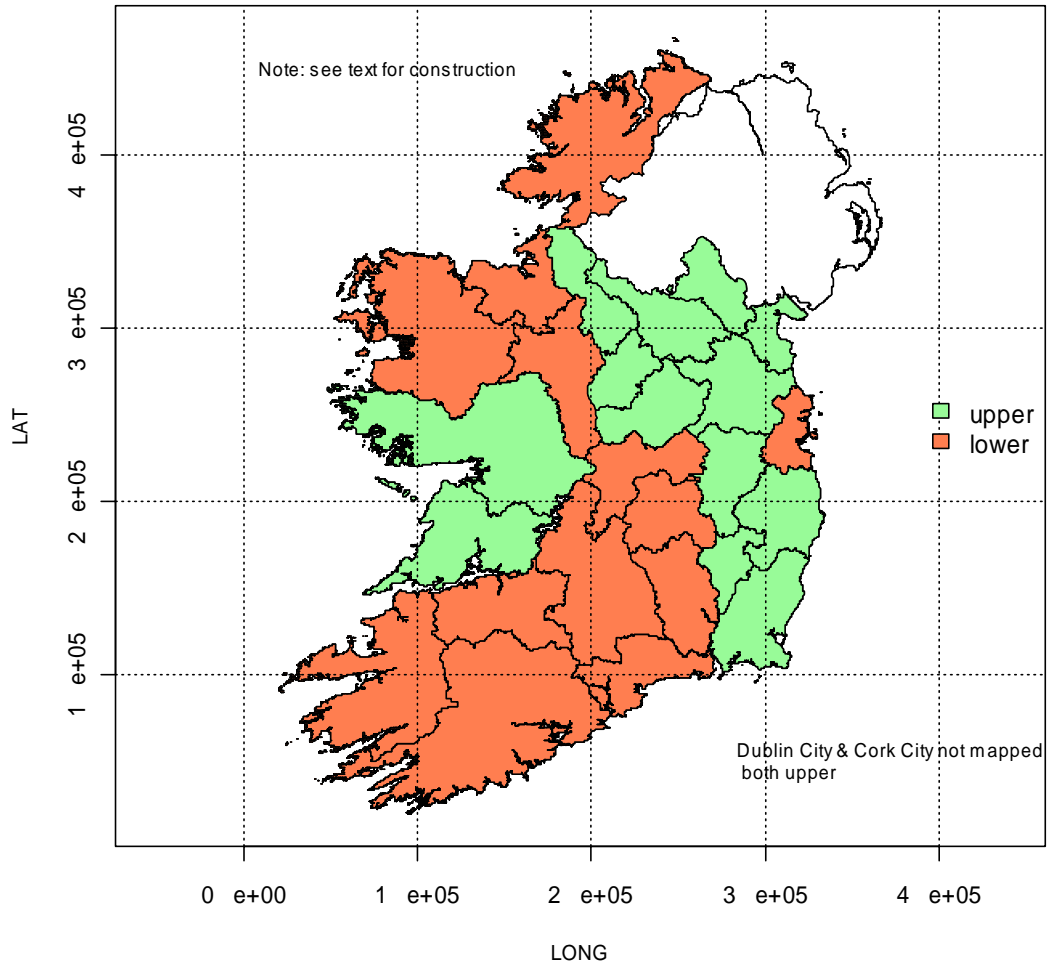 Note: see text for construction
LAT
4 e+05
3 e+05
2 e+05
1 e+05
upper
lower
Dublin City & Cork City not mapped
both upper
0 e+00 1 e+05 2 e+05 3 e+05 4 e+05
LONG